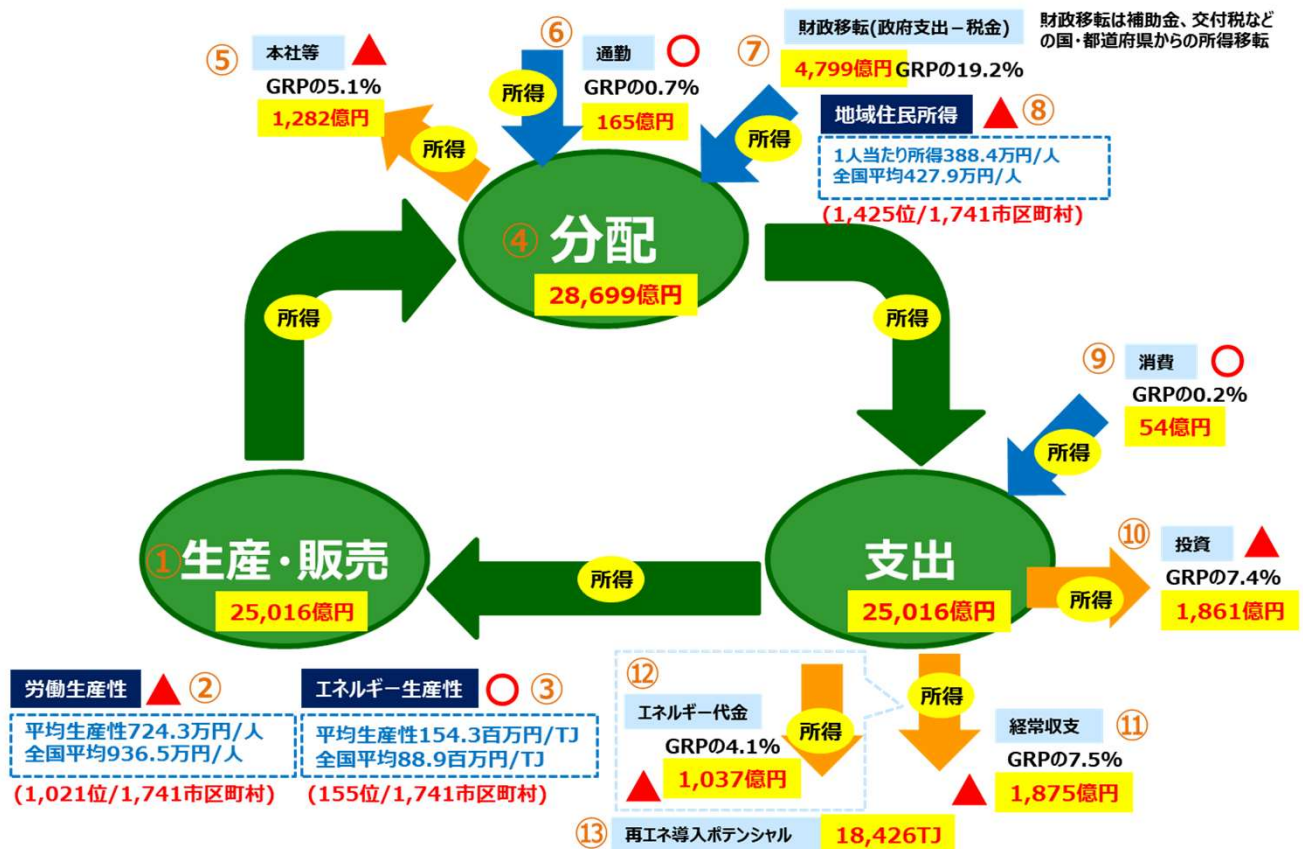 ⑤
本社等
▲
GRPの5.1%
1,282億円
所得
⑥
通勤
○
GRPの0.7%
165億円
所得
⑦
財政移転(政府支出－税金)
4,799億円GRPの19.2%
所得
財政移転は補助金、交付税など
の国・都道府県からの所得移転
地域住民所得
▲
⑧
1人当たり所得388.4万円/人
全国平均427.9万円/人
(1,425位/1,741市区町村)
④
分配
28,699億円
所得
所得
⑨
消費
○
GRPの0.2%
54億円
所得
①
生産・販売
25,016億円
所得
支出
25,016億円
⑩
投資
▲
GRPの7.4%
1,861億円
所得
労働生産性
▲
②
平均生産性724.3万円/人
全国平均936.5万円/人
(1,021位/1,741市区町村)
エネルギー生産性
○
③
平均生産性154.3百万円/TJ
全国平均88.9百万円/TJ
(155位/1,741市区町村)
⑫
エネルギー代金
GRPの4.1%
▲
1,037億円
所得
所得
経常収支
⑪
GRPの7.5%
▲
1,875億円
⑬
再エネ導入ポテンシャル
18,426TJ